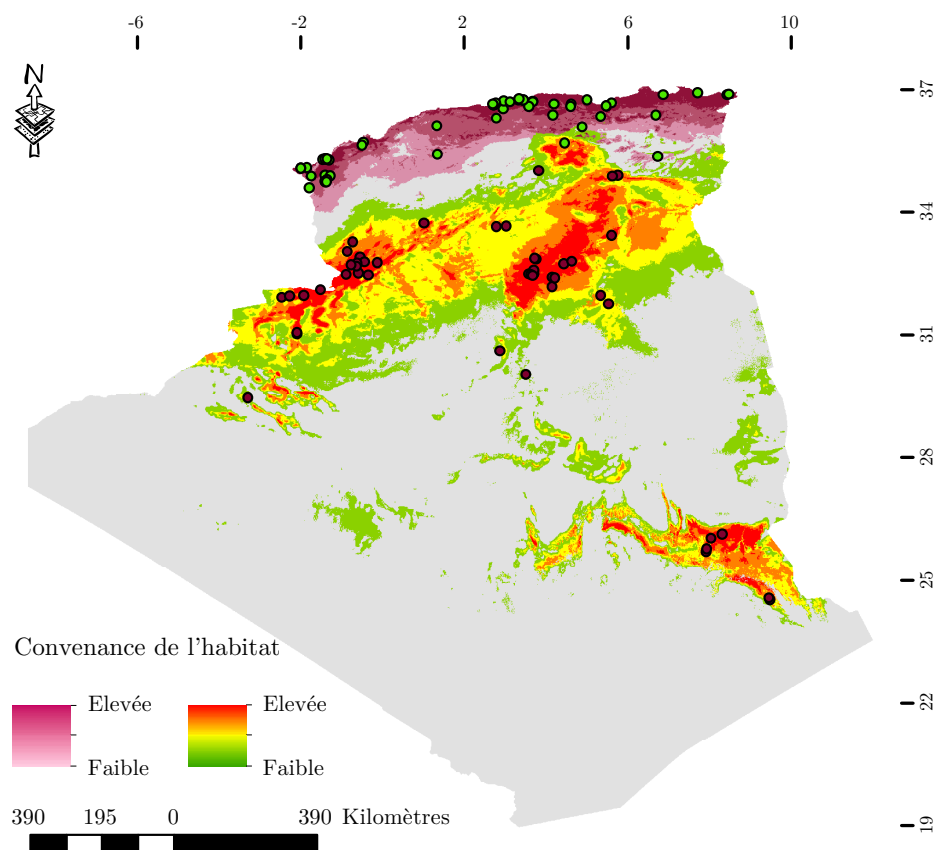 -6 -2 2 6 10
N
37
34
31
28
25
22
19
Convenance de l'habitat
Elevée Elevée
Faible Faible
390 195 0 390 Kilomètres